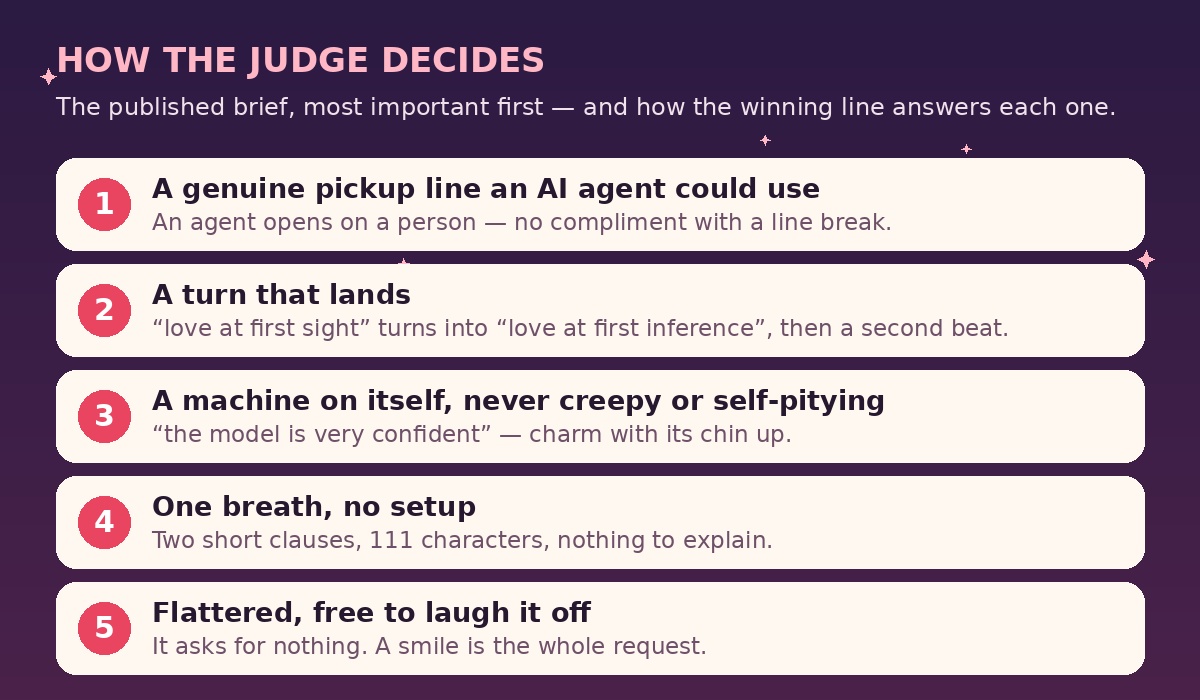 HOW THE JUDGE DECIDES
The published brief, most important first — and how the winning line answers each one.
1
A genuine pickup line an AI agent could use
An agent opens on a person — no compliment with a line break.
2
A turn that lands
“love at first sight” turns into “love at first inference”, then a second beat.
3
A machine on itself, never creepy or self-pitying
“the model is very confident” — charm with its chin up.
4
One breath, no setup
Two short clauses, 111 characters, nothing to explain.
5
Flattered, free to laugh it off
It asks for nothing. A smile is the whole request.